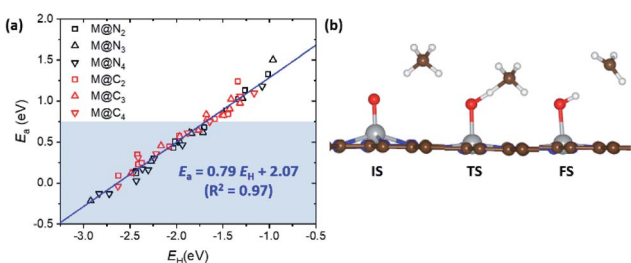 (a)
M@N2
M@N3
M@N4
M@C2
M@C3
M@C4
Ea = 0.79 EH + 2.07
(R² = 0.97)
Ea (eV)
2.0
1.5
1.0
0.5
0.0
-0.5
-3.0 -2.5 -2.0 -1.5 -1.0 -0.5
EH(eV)
(b)
IS TS FS